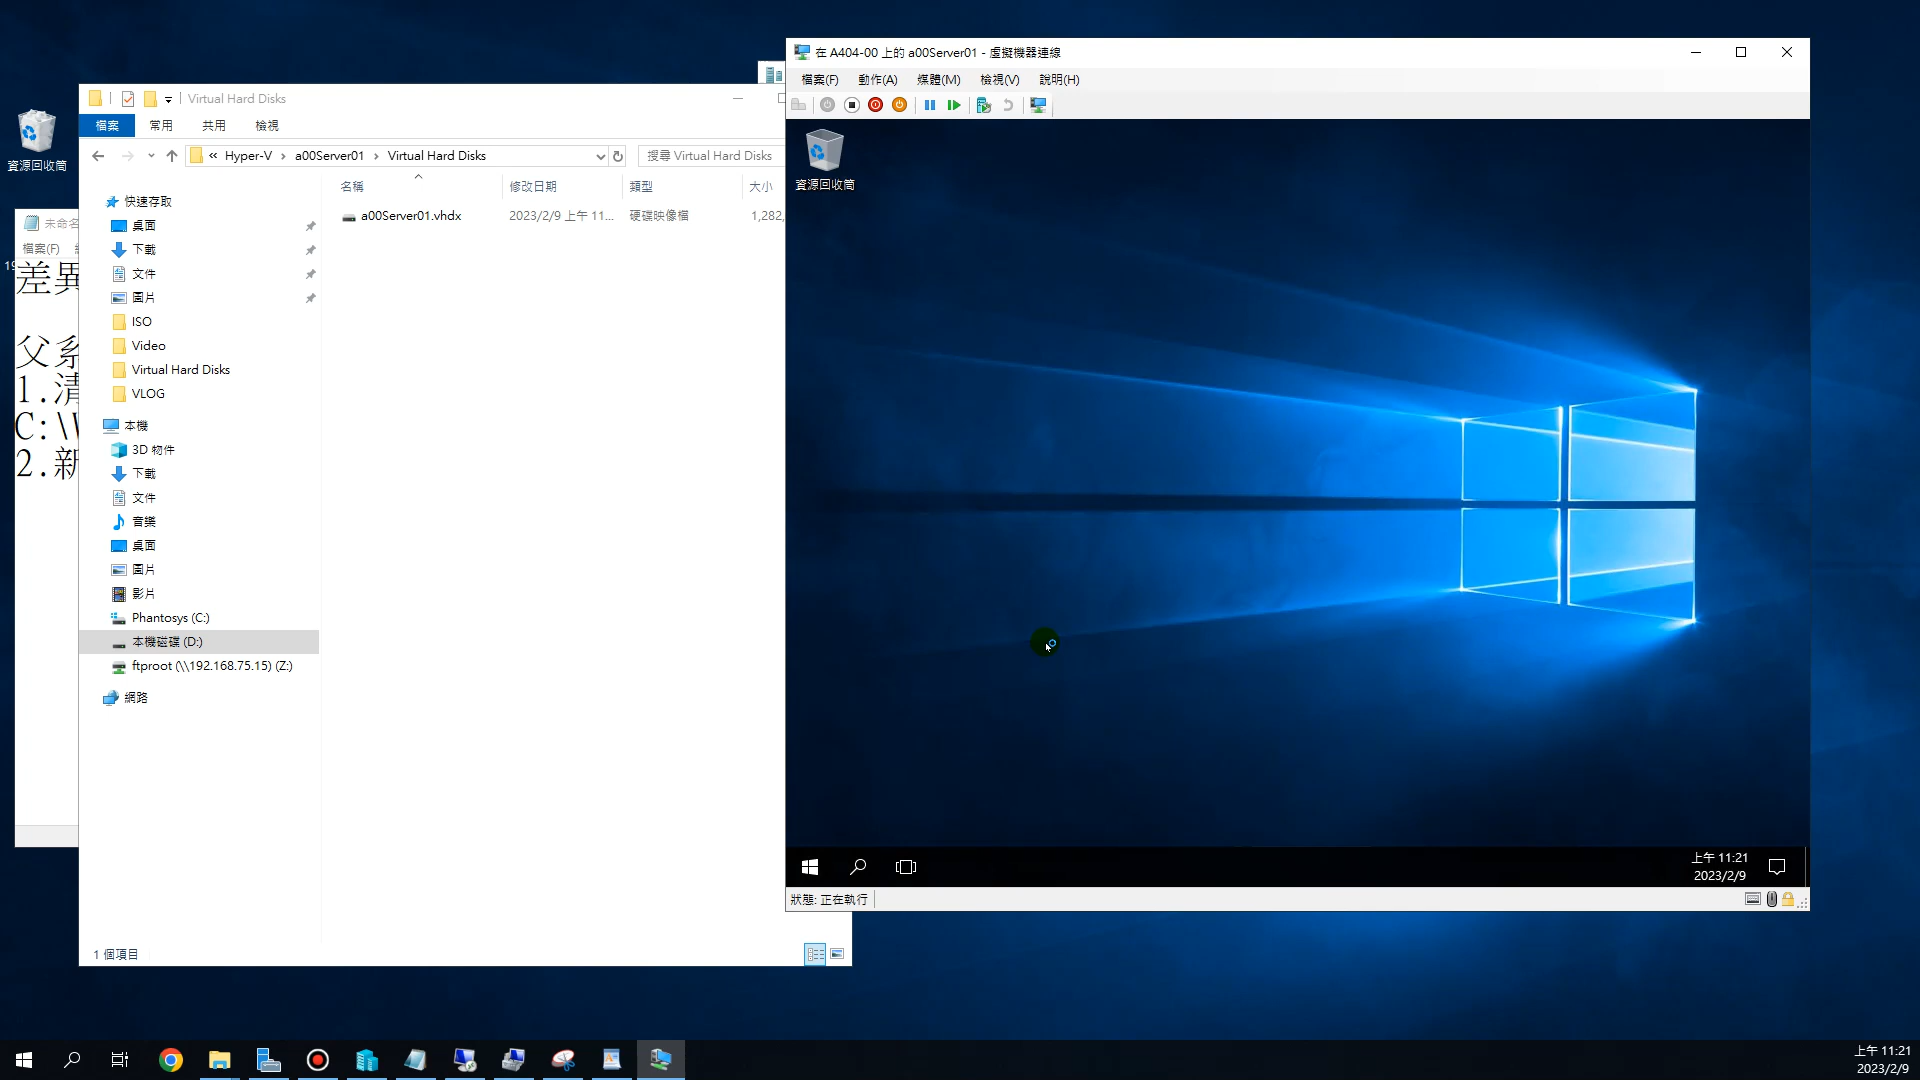 資源回收筒
未命名
檔案(F)
差異
父系
1.清
C:\W
2.新
Virtual Hard Disks
檔案
常用
共用
檢視
« Hyper-V › a00Server01 › Virtual Hard Disks
搜尋 Virtual Hard Disks
名稱
修改日期
類型
大小
a00Server01.vhdx
2023/2/9 上午 11...
硬碟映像檔
1,282,
快速存取
桌面
下載
文件
圖片
ISO
Video
Virtual Hard Disks
VLOG
本機
3D 物件
下載
文件
音樂
桌面
圖片
影片
Phantosys (C:)
本機磁碟 (D:)
ftproot (\\192.168.75.15) (Z:)
網路
1 個項目
在 A404-00 上的 a00Server01 - 虛擬機器連線
檔案(F)
動作(A)
媒體(M)
檢視(V)
說明(H)
資源回收筒
上午 11:21
2023/2/9
狀態: 正在執行
上午 11:21
2023/2/9